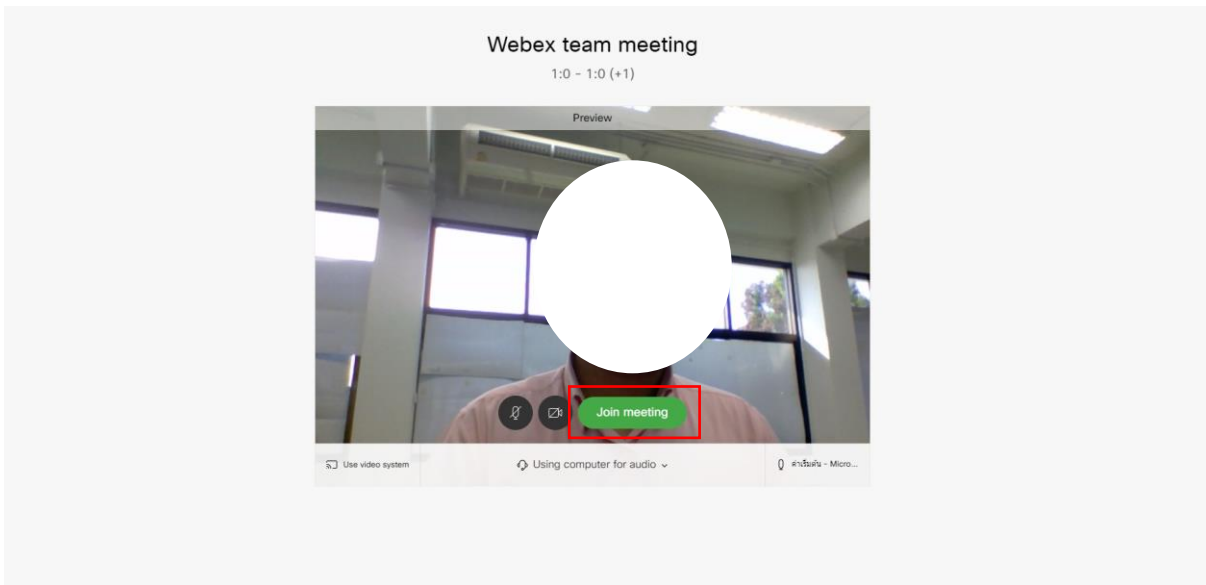 Webex team meeting
1:0 - 1:0 (+1)
Preview
Join meeting
Use video system
Using computer for audio
ค่าเริ่มต้น - Micro...